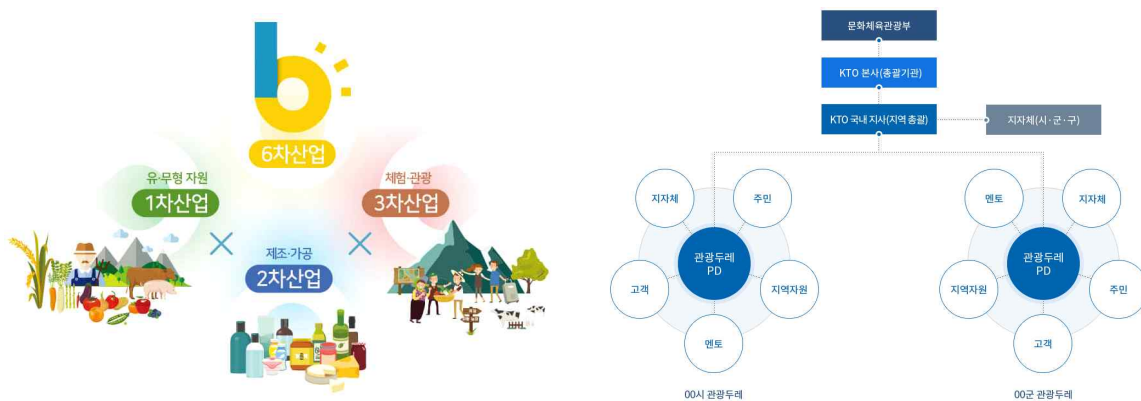 6차산업
유·무형 자원
1차산업
체험·관광
3차산업
제조·가공
2차산업
문화체육관광부
KTO 본사(총괄기관)
KTO 국내 지사(지역 총괄)
지자체(시·군·구)
지자체
주민
관광두레
PD
고객
지역자원
멘토
00시 관광두레
멘토
지자체
관광두레
PD
지역자원
주민
고객
00군 관광두레